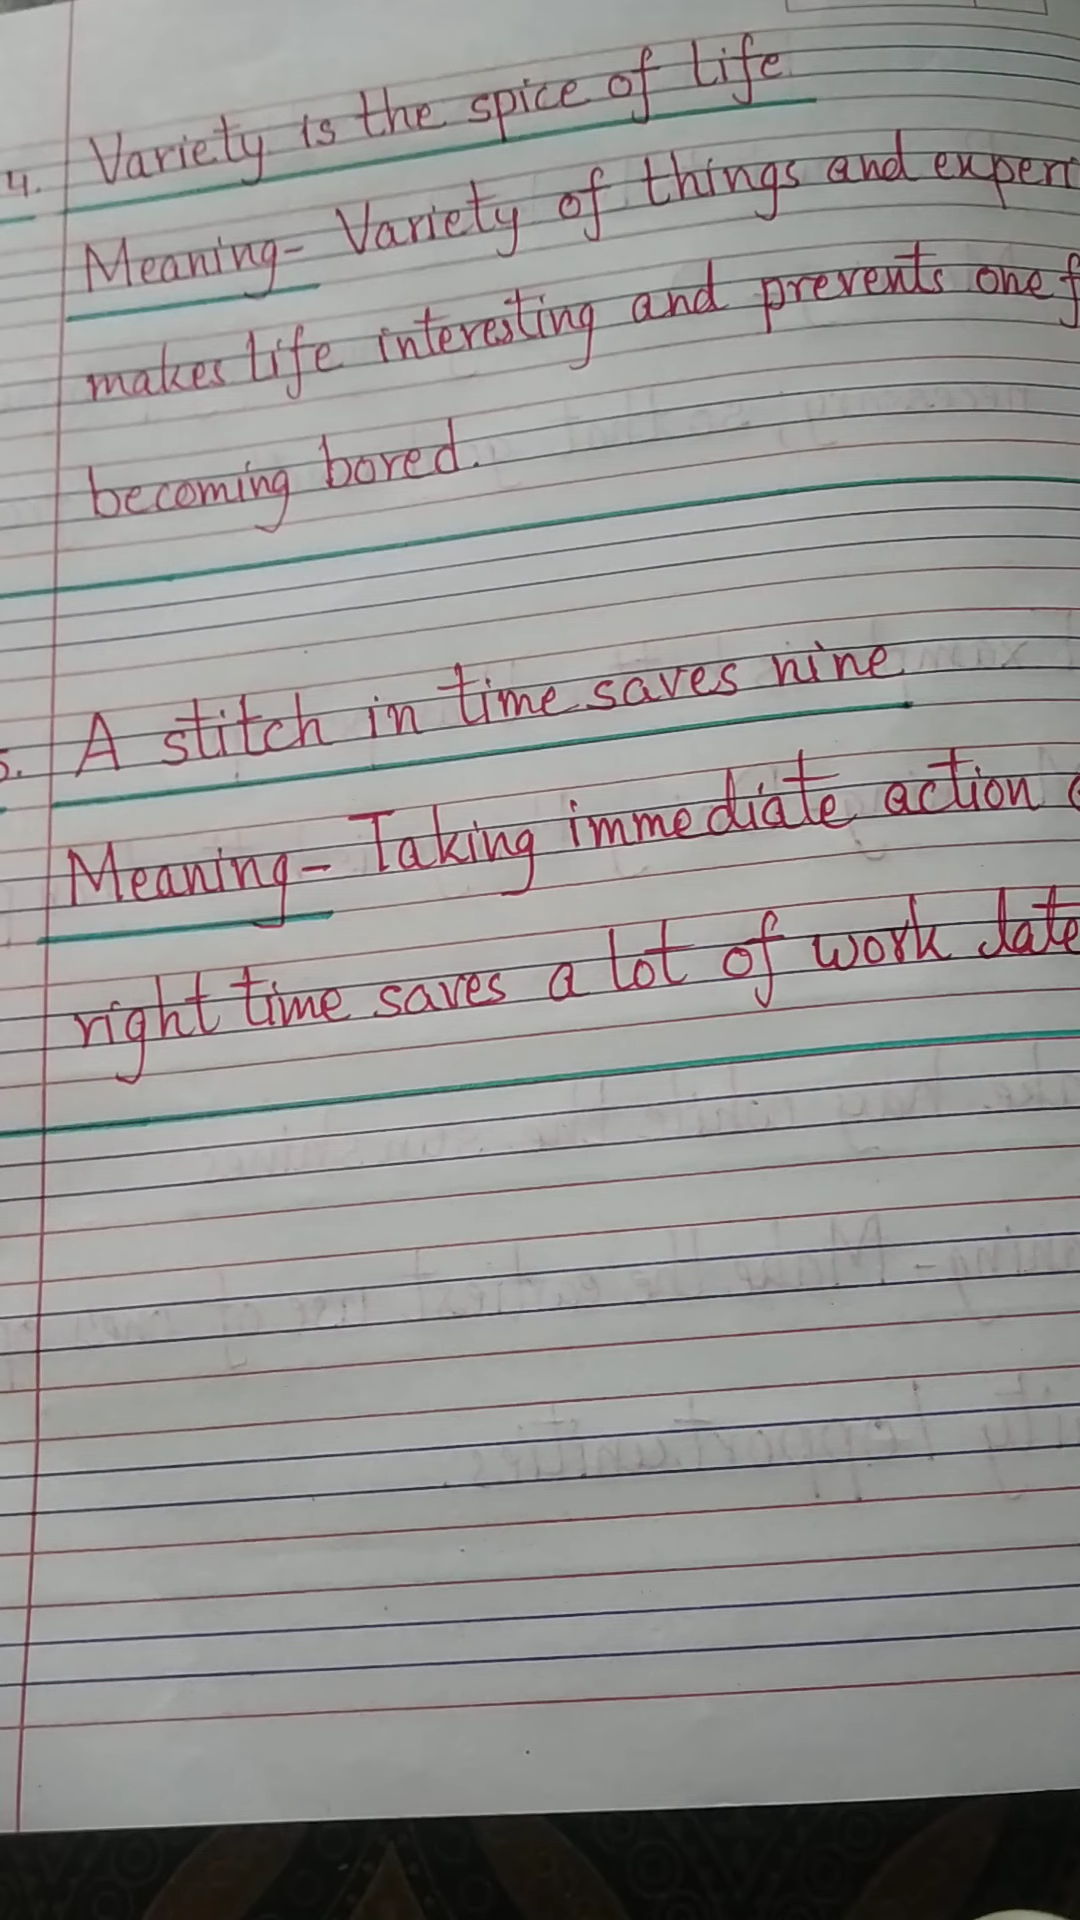 4. Variety is the spice of Life
Meaning- Variety of things and experi
makes life interesting and prevents one f
becoming bored.
5. A stitch in time saves nine
Meaning- Taking immediate action
right time saves a lot of work late